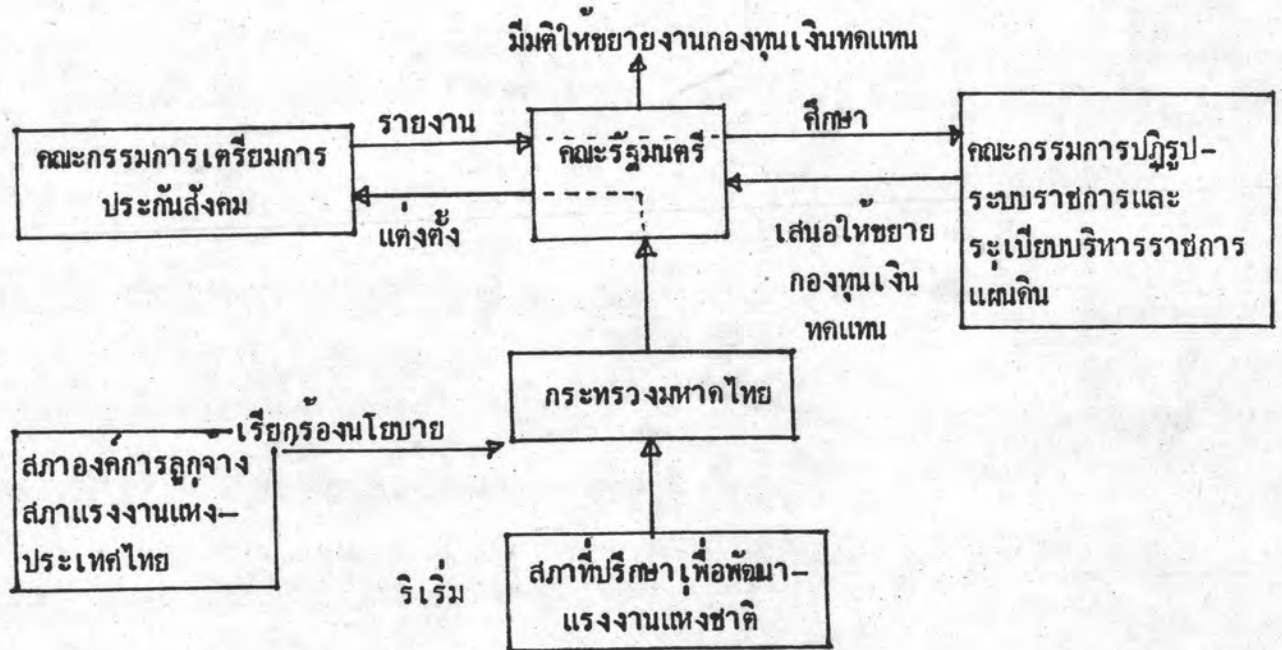 มีมติให้ขยายงานกองทุนเงินทดแทน
รายงาน
ศึกษา
คณะกรรมการเตรียมการ
ประกันสังคม
คณะรัฐมนตรี
คณะกรรมการปฏิรูป-
ระบบราชการและ
ระเบียบบริหารราชการ
แผนดิน
แต่งตั้ง
เสนอให้ขยาย
กองทุนเงิน
ทดแทน
กระทรวงมหาดไทย
เรียกร้องนโยบาย
สภาองค์การลูกจ้าง
สภาแรงงานแห่ง-
ประเทศไทย
ริเริ่ม
สภาที่ปรึกษาเพื่อพัฒนา-
แรงงานแห่งชาติ